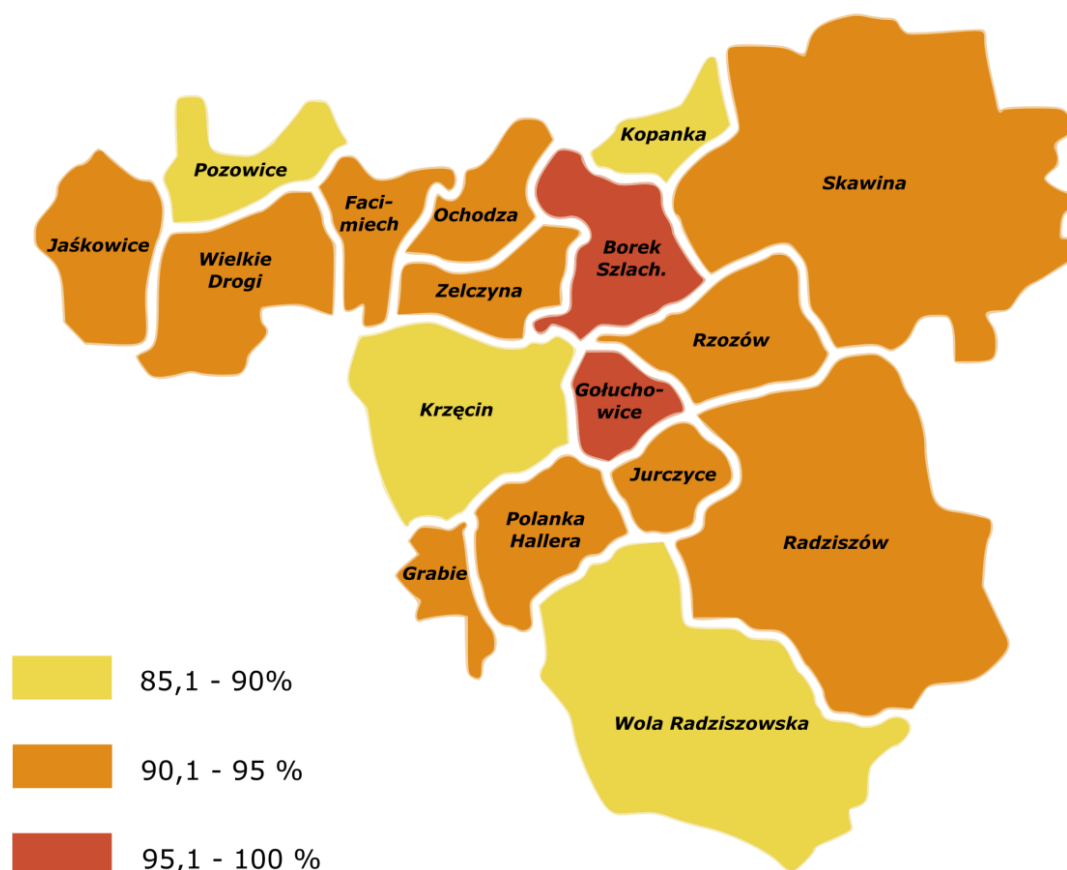 Kopanka
Skawina
Pozowice
Faci-
miech
Ochodza
Jaśkowice
Wielkie
Drogi
Borek
Szlach.
Zelczyna
Rzozów
Gołucho-
wice
Krzęcin
Jurczyce
Polanka
Hallera
Radziszów
Grabie
Wola Radziszowska
85,1 - 90%
90,1 - 95 %
95,1 - 100 %